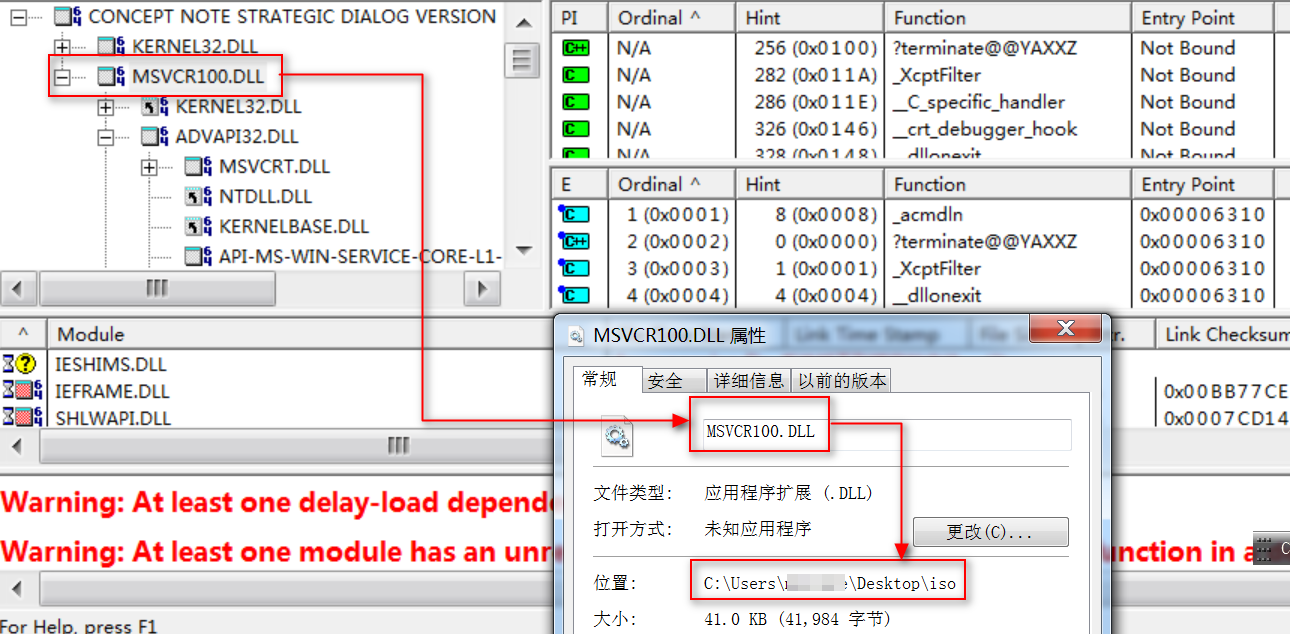 CONCEPT NOTE STRATEGIC DIALOG VERSION
KERNEL32.DLL
MSVCR100.DLL
KERNEL32.DLL
ADVAPI32.DLL
MSVCRT.DLL
NTDLL.DLL
KERNELBASE.DLL
API-MS-WIN-SERVICE-CORE-L1-
PI Ordinal ^ Hint Function Entry Point
C++ N/A 256 (0x0100) ?terminate@@YAXXZ Not Bound
C N/A 282 (0x011A) _XcptFilter Not Bound
C N/A 286 (0x011E) __C_specific_handler Not Bound
C N/A 326 (0x0146) __crt_debugger_hook Not Bound
C N/A 328 (0x0148) __dllonexit Not Bound
E Ordinal ^ Hint Function Entry Point
C 1 (0x0001) 8 (0x0008) _acmdln 0x00006310
C++ 2 (0x0002) 0 (0x0000) ?terminate@@YAXXZ 0x00006310
C 3 (0x0003) 1 (0x0001) _XcptFilter 0x00006310
C 4 (0x0004) 4 (0x0004) __dllonexit 0x00006310
^ Module Link Time Stamp Link Checksum
IESHIMS.DLL
IEFRAME.DLL 0x00BB77CE
SHLWAPI.DLL 0x0007CD14
Warning: At least one delay-load depende
Warning: At least one module has an unr unction in a
For Help, press F1
MSVCR100.DLL 属性
常规 安全 详细信息 以前的版本
MSVCR100.DLL
文件类型: 应用程序扩展 (.DLL)
打开方式: 未知应用程序 更改(C)...
位置: C:\Users\ e\Desktop\iso
大小: 41.0 KB (41,984 字节)